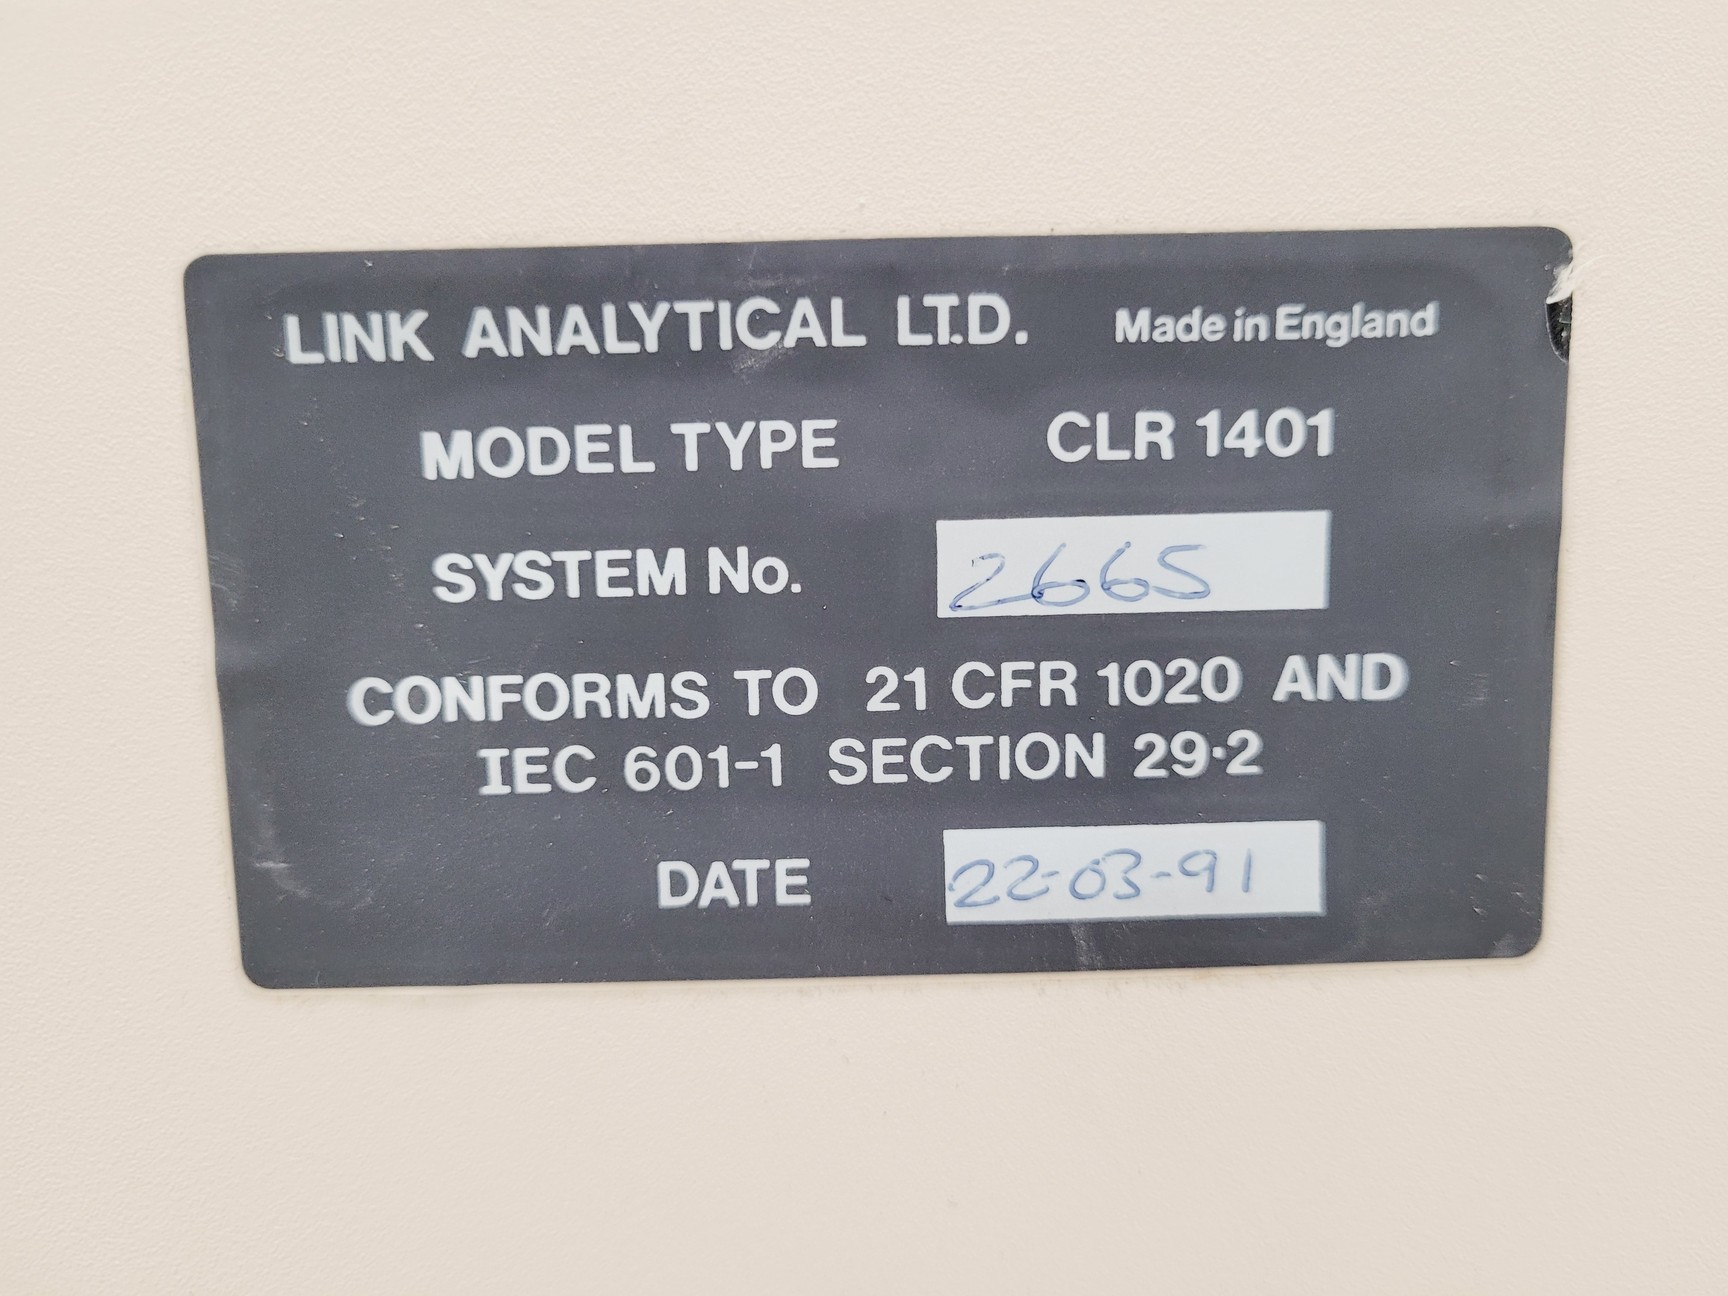 LINK ANALYTICAL LTD. Made in England
MODEL TYPE CLR 1401
SYSTEM No. 2665
CONFORMS TO 21 CFR 1020 AND
IEC 601-1 SECTION 29·2
DATE 22-03-91